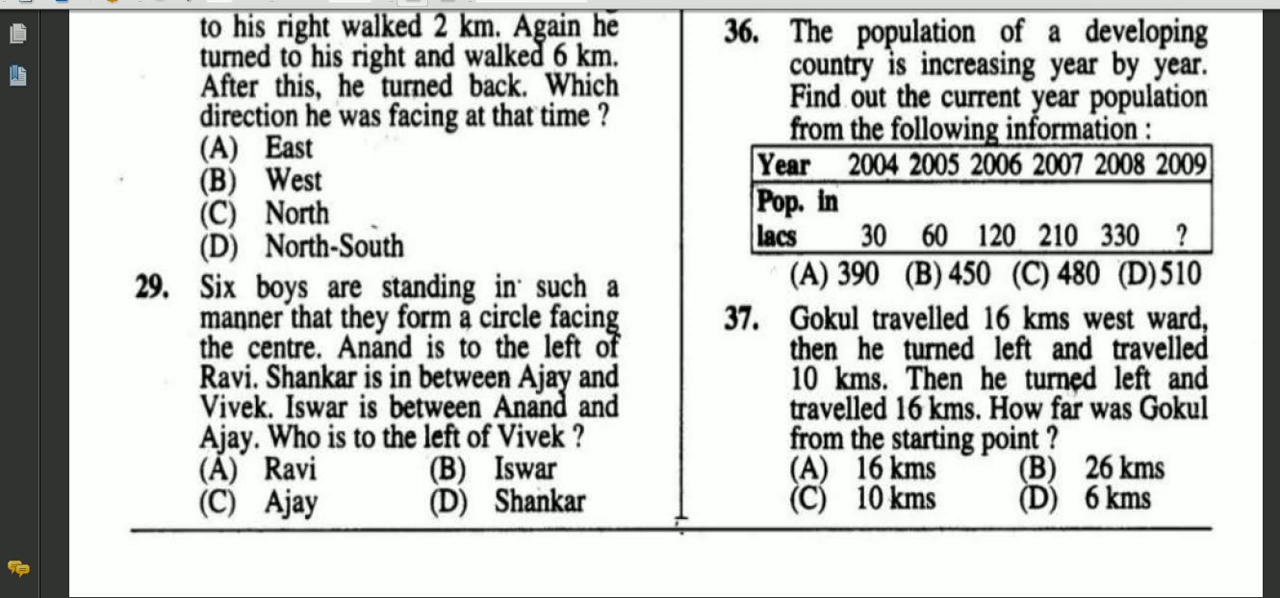 to his right walked 2 km. Again he
turned to his right and walked 6 km.
After this, he turned back. Which
direction he was facing at that time ?
(A) East
(B) West
(C) North
(D) North-South
29. Six boys are standing in such a
manner that they form a circle facing
the centre. Anand is to the left of
Ravi. Shankar is in between Ajay and
Vivek. Iswar is between Anand and
Ajay. Who is to the left of Vivek ?
(A) Ravi (B) Iswar
(C) Ajay (D) Shankar
36. The population of a developing
country is increasing year by year.
Find out the current year population
from the following information :
Year 2004 2005 2006 2007 2008 2009
Pop. in
lacs 30 60 120 210 330 ?
(A) 390 (B) 450 (C) 480 (D) 510
37. Gokul travelled 16 kms west ward,
then he turned left and travelled
10 kms. Then he turned left and
travelled 16 kms. How far was Gokul
from the starting point ?
(A) 16 kms (B) 26 kms
(C) 10 kms (D) 6 kms